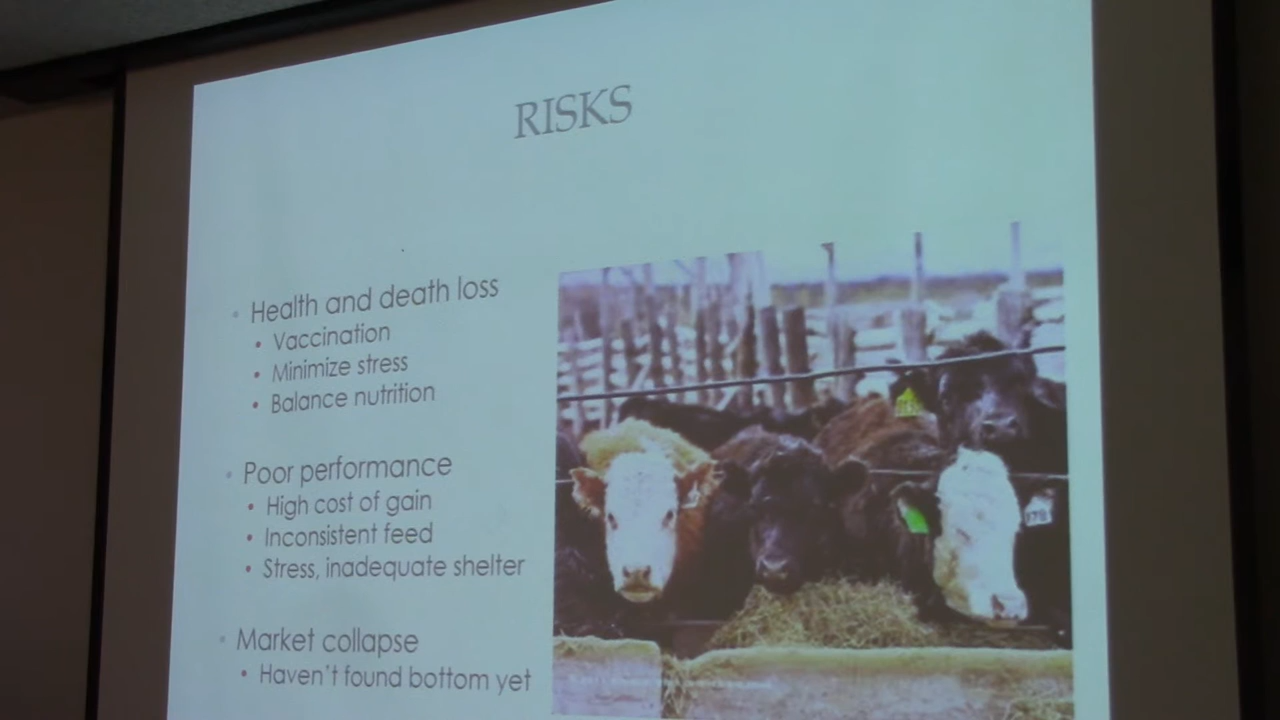 RISKS
Health and death loss
Vaccination
Minimize stress
Balance nutrition
Poor performance
High cost of gain
Inconsistent feed
Stress, inadequate shelter
Market collapse
Haven't found bottom yet